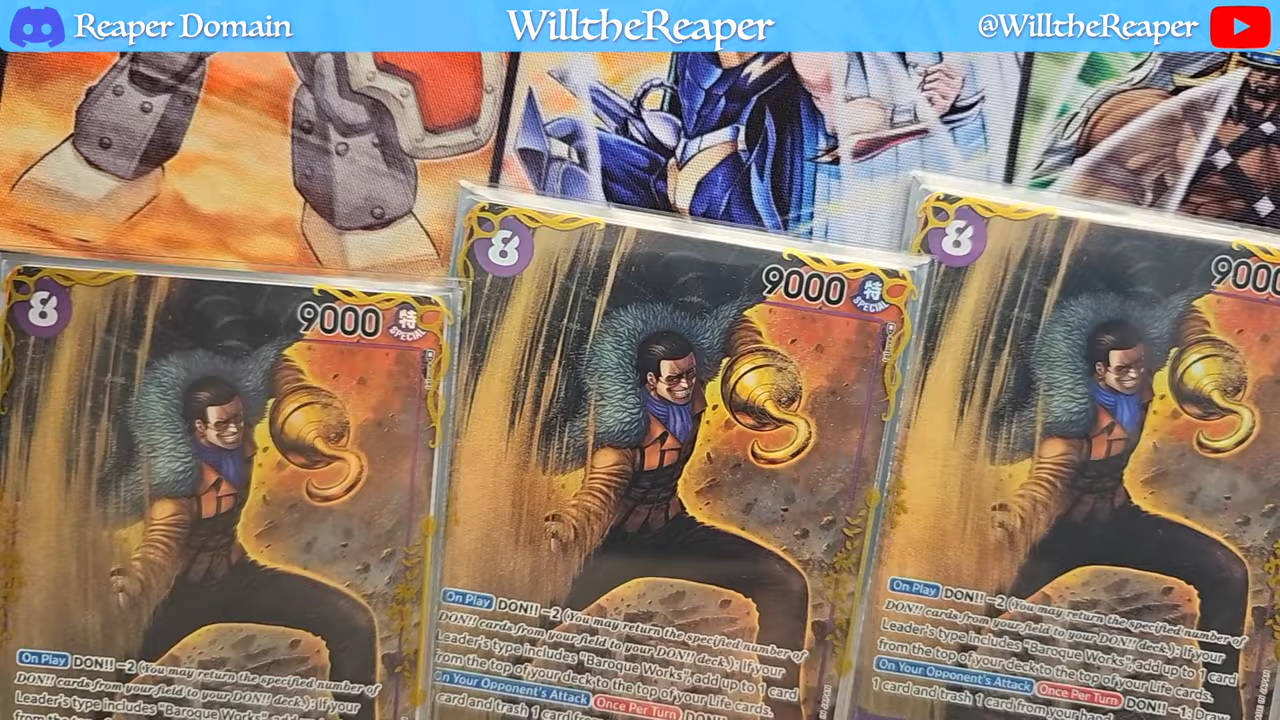 Reaper Domain
WilltheReaper
@WilltheReaper
8
9000
特
SPECIAL
On Play DON!! −2 (You may return the specified number of
DON!! cards from your field to your DON!! deck.): If your
Leader's type includes "Baroque Works", add
from the top of
8
9000
特
SPECIAL
On Play DON!! −2 (You may return the specified number of
DON!! cards from your field to your DON!! deck.): If your
Leader's type includes "Baroque Works", add up to 1 card
from the top of your deck to the top of your Life cards.
On Your Opponent's Attack Once Per Turn DON!!
card and trash 1 card from
8
9000
On Play DON!! −2 (You may return the specified number of
DON!! cards from your field to your DON!! deck.): If your
Leader's type includes "Baroque Works", add up to 1 card
from the top of your deck to the top of your Life cards.
On Your Opponent's Attack Once Per Turn DON!! −1: Draw
1 card and trash 1 card from your hand